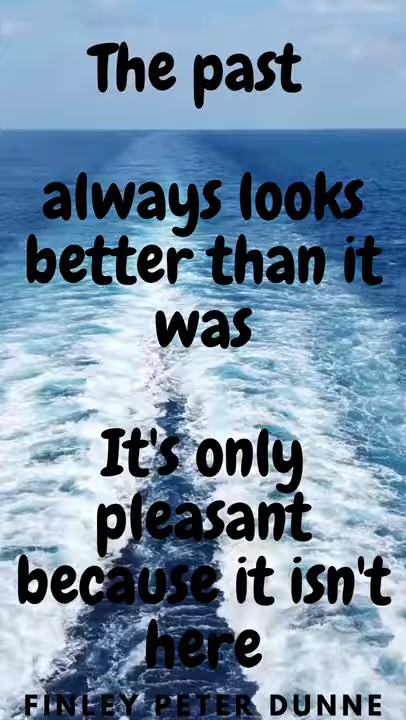 The past
always looks
better than it
was
It's only
pleasant
because it isn't
here
FINLEY PETER DUNNE